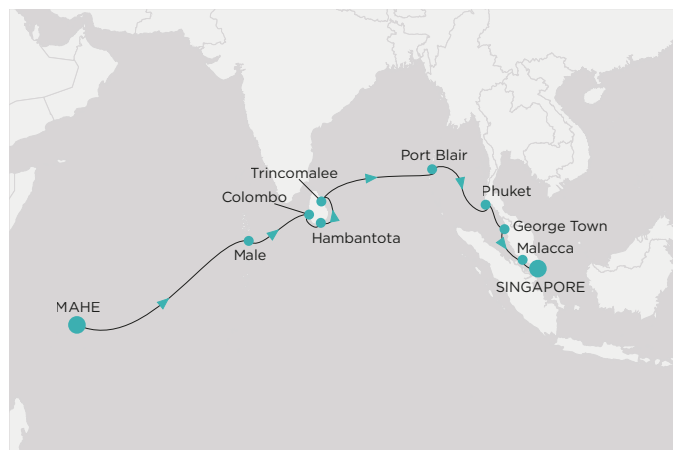 Port Blair
Trincomalee
Phuket
Colombo
George Town
Hambantota
Malacca
Male
SINGAPORE
MAHE